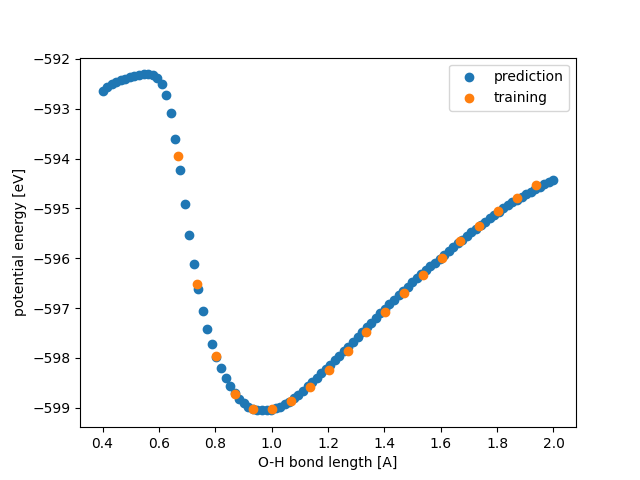 −592
−593
−594
−595
−596
−597
−598
−599
potential energy [eV]
prediction
training
0.4 0.6 0.8 1.0 1.2 1.4 1.6 1.8 2.0
O-H bond length [A]